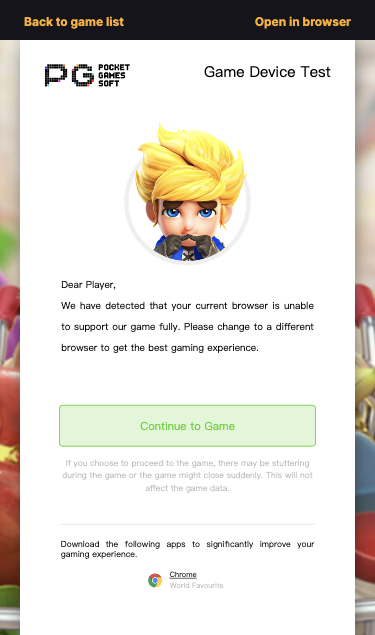 Back to game list
Open in browser
PG POCKET GAMES SOFT
Game Device Test
Dear Player,
We have detected that your current browser is unable
to support our game fully. Please change to a different
browser to get the best gaming experience.
Continue to Game
If you choose to proceed to the game, there may be stuttering
during the game or the game might close suddenly. This will not
affect the game data.
Download the following apps to significantly improve your
gaming experience.
Chrome
World Favourite